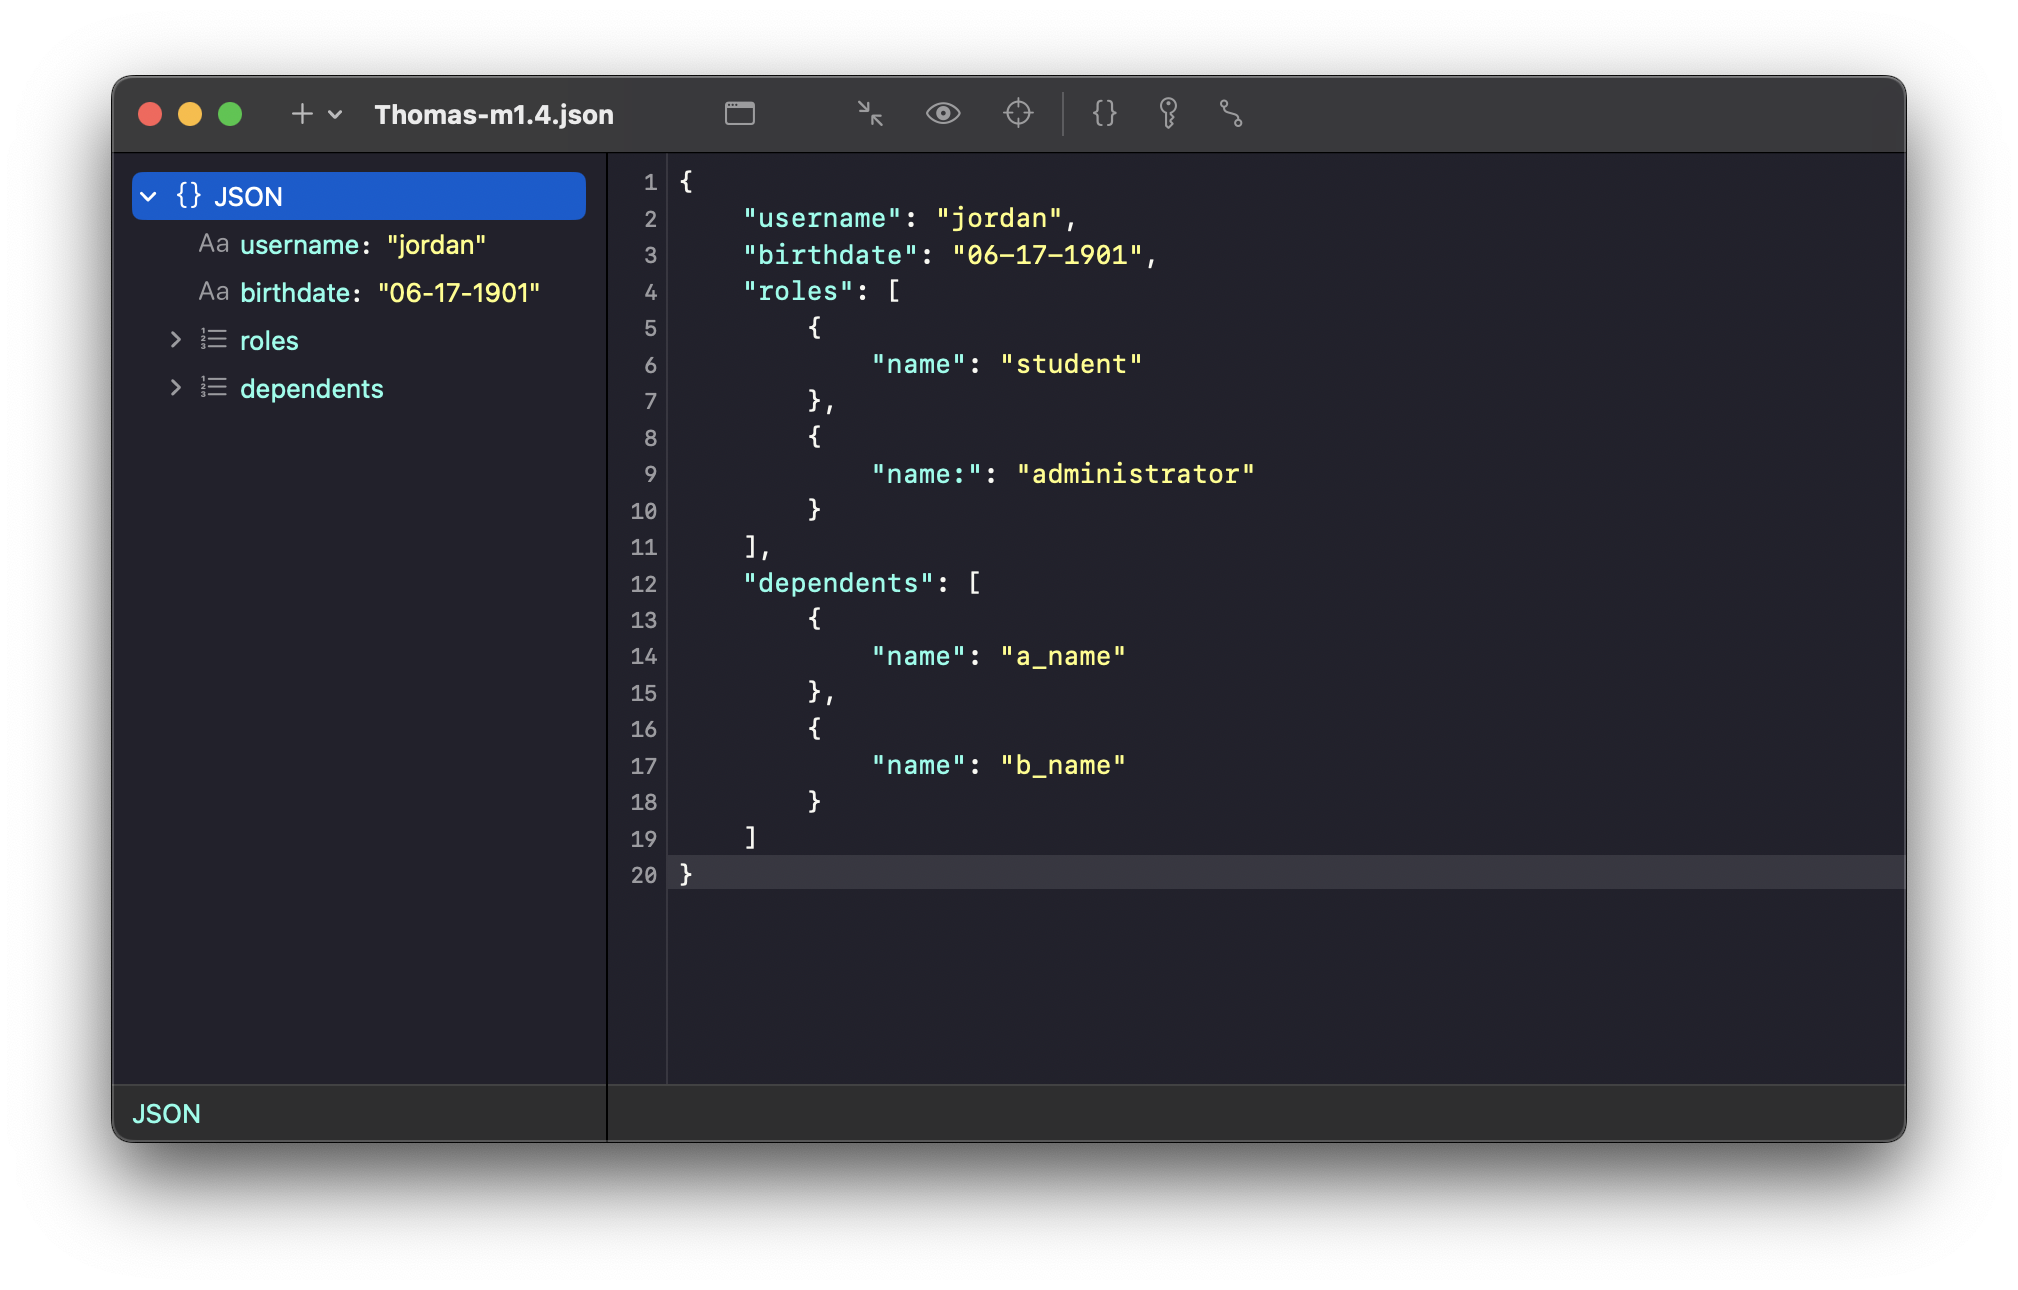 Thomas-m1.4.json
{} JSON
Aa username: "jordan"
Aa birthdate: "06-17-1901"
roles
dependents
JSON
1 {
2     "username": "jordan",
3     "birthdate": "06-17-1901",
4     "roles": [
5         {
6             "name": "student"
7         },
8         {
9             "name:": "administrator"
10         }
11     ],
12     "dependents": [
13         {
14             "name": "a_name"
15         },
16         {
17             "name": "b_name"
18         }
19     ]
20 }